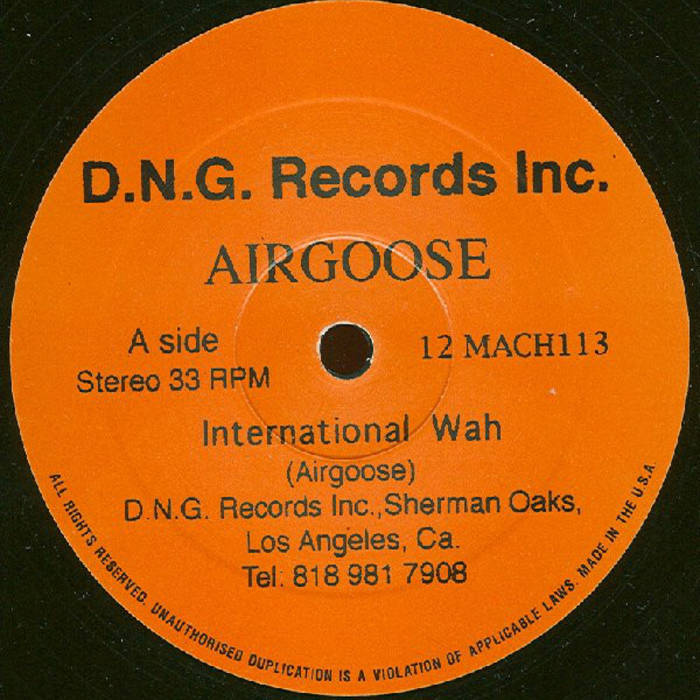 D.N.G. Records Inc.
AIRGOOSE
A side
12 MACH113
Stereo 33 RPM
International Wah
(Airgoose)
D.N.G. Records Inc.,Sherman Oaks,
Los Angeles, Ca.
Tel: 818 981 7908
ALL RIGHTS RESERVED. UNAUTHORISED DUPLICATION IS A VIOLATION OF APPLICABLE LAWS. MADE IN THE U.S.A.